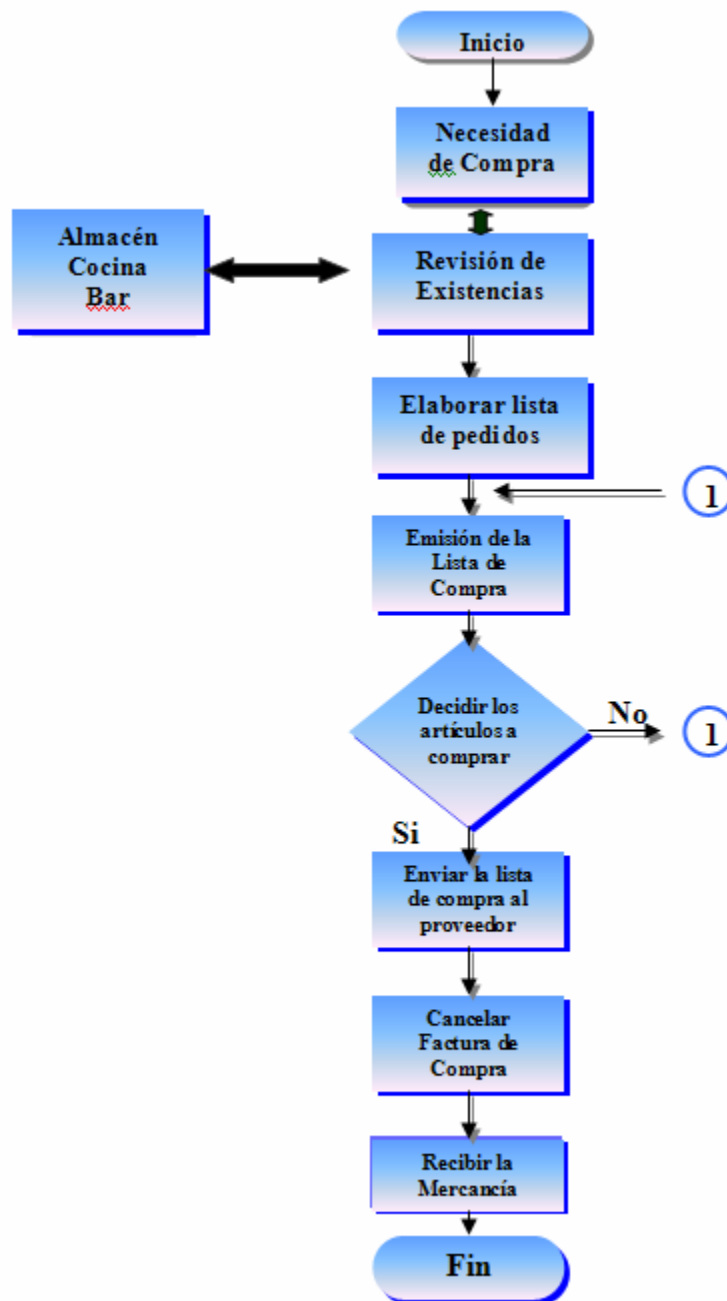 Inicio
Necesidad
de Compra
Almacén
Cocina
Bar
Revisión de
Existencias
Elaborar lista
de pedidos
1
Emisión de la
Lista de
Compra
Decidir los
artículos a
comprar
No
1
Si
Enviar la lista
de compra al
proveedor
Cancelar
Factura de
Compra
Recibir la
Mercancía
Fin